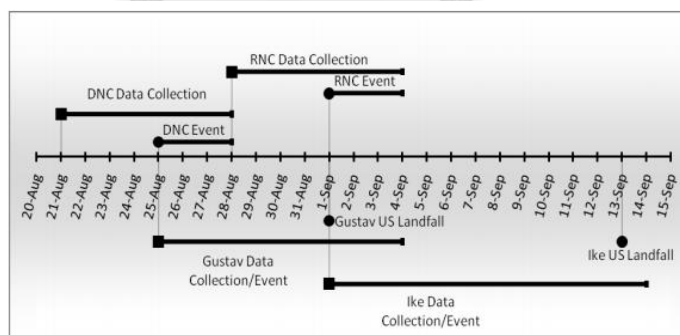 RNC Data Collection
RNC Event
DNC Data Collection
DNC Event
20-Aug
21-Aug
22-Aug
23-Aug
24-Aug
25-Aug
26-Aug
27-Aug
28-Aug
29-Aug
30-Aug
31-Aug
1-Sep
2-Sep
3-Sep
4-Sep
5-Sep
6-Sep
7-Sep
8-Sep
9-Sep
10-Sep
11-Sep
12-Sep
13-Sep
14-Sep
15-Sep
Gustav US Landfall
Gustav Data
Collection/Event
Ike US Landfall
Ike Data
Collection/Event